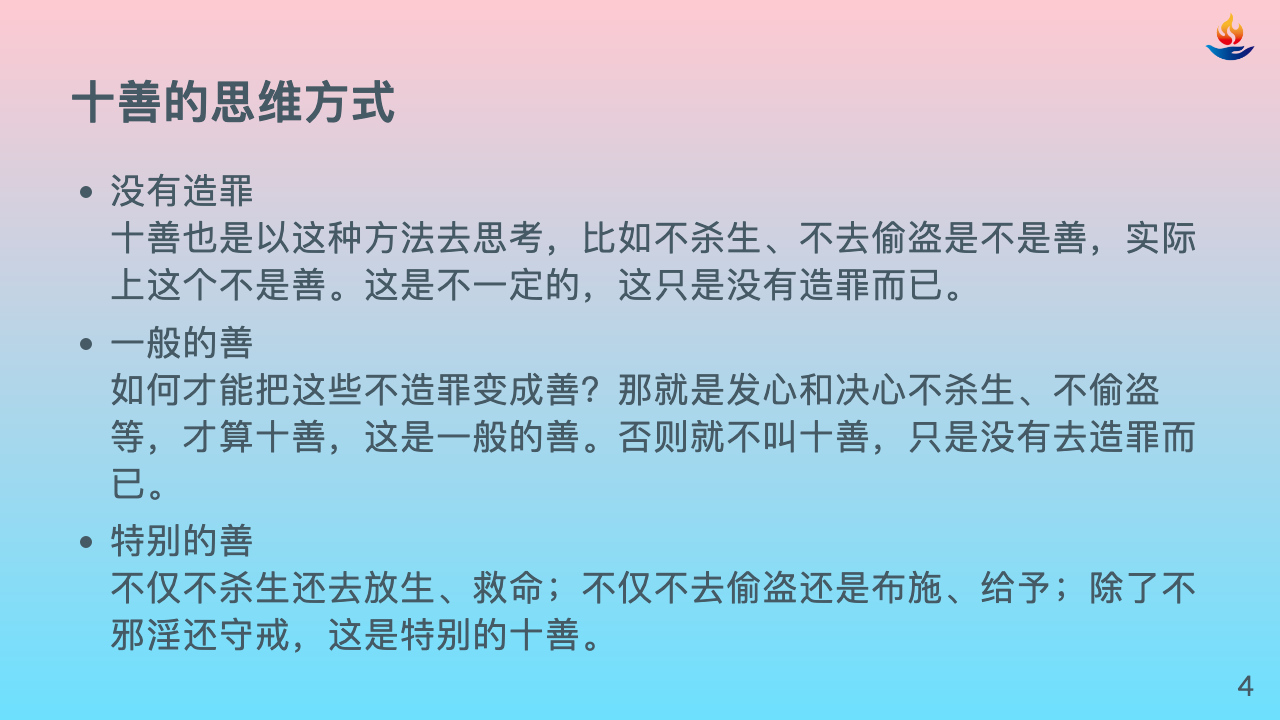 十善的思维方式
没有造罪
十善也是以这种方法去思考，比如不杀生、不去偷盗是不是善，实际
上这个不是善。这是不一定的，这只是没有造罪而已。
一般的善
如何才能把这些不造罪变成善？那就是发心和决心不杀生、不偷盗
等，才算十善，这是一般的善。否则就不叫十善，只是没有去造罪而
已。
特别的善
不仅不杀生还去放生、救命；不仅不去偷盗还是布施、给予；除了不
邪淫还守戒，这是特别的十善。
4